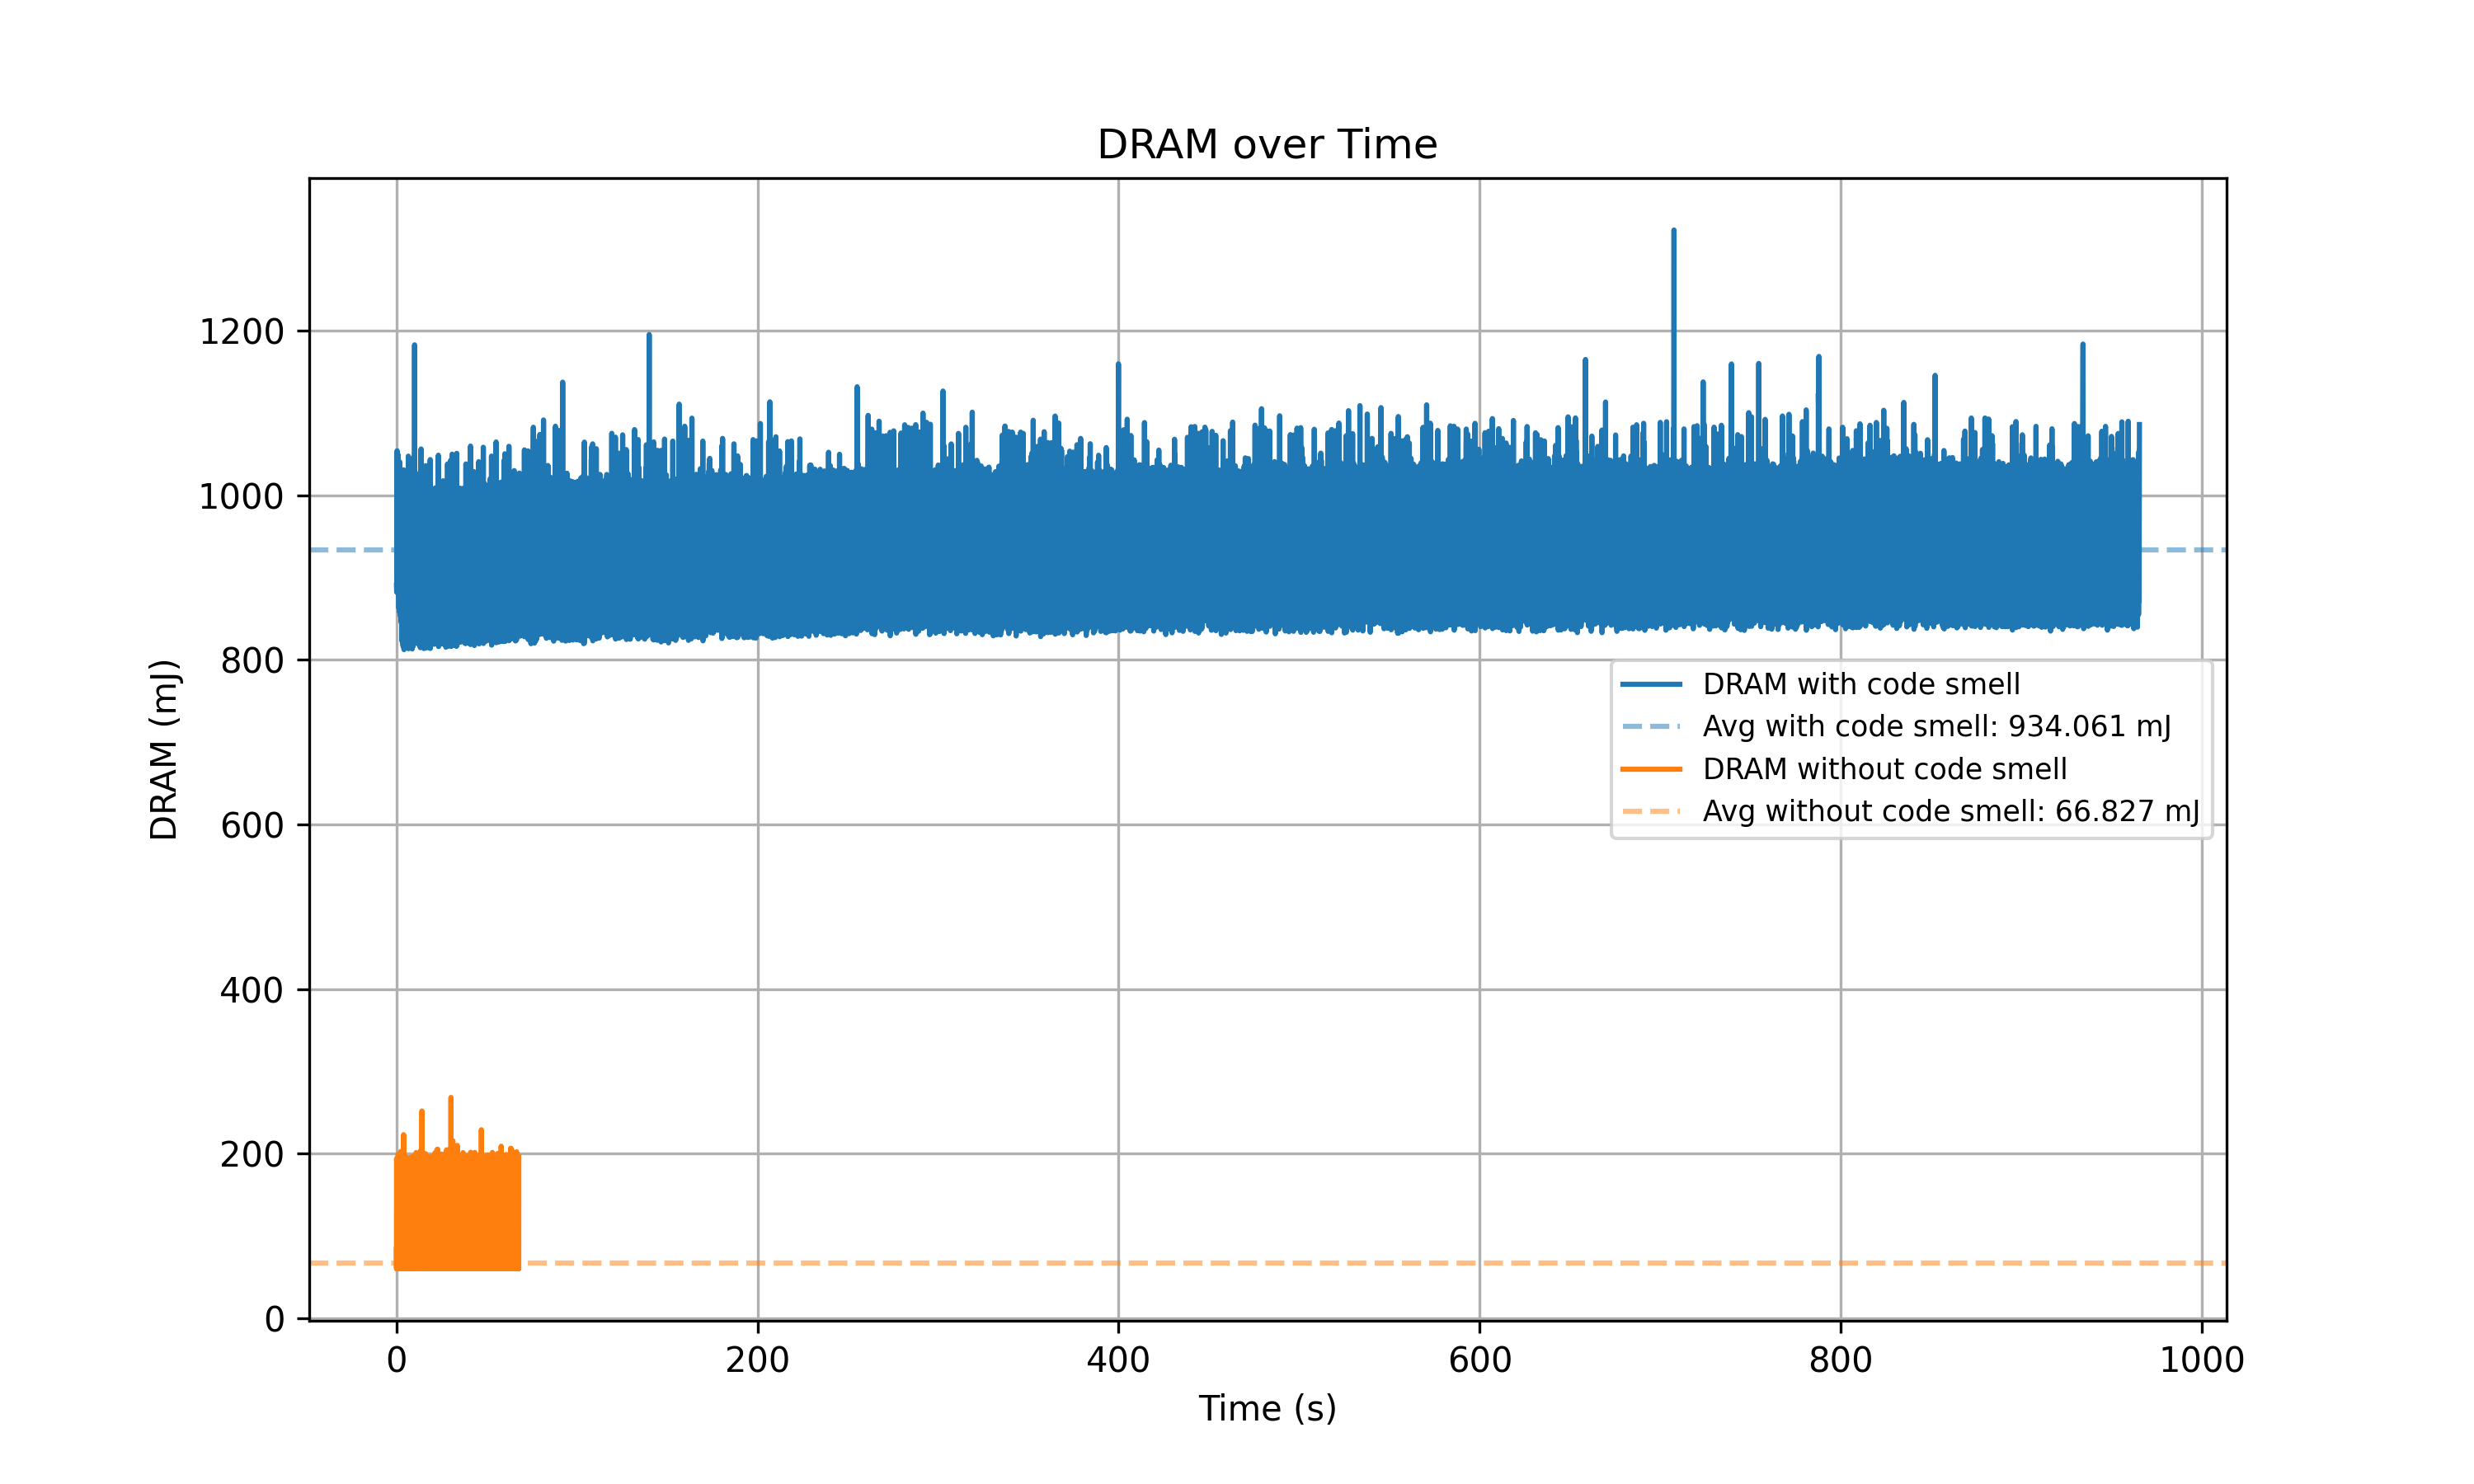 DRAM over Time
DRAM (mJ)
1200
1000
800
600
400
200
0
DRAM with code smell
Avg with code smell: 934.061 mJ
DRAM without code smell
Avg without code smell: 66.827 mJ
0 200 400 600 800 1000
Time (s)